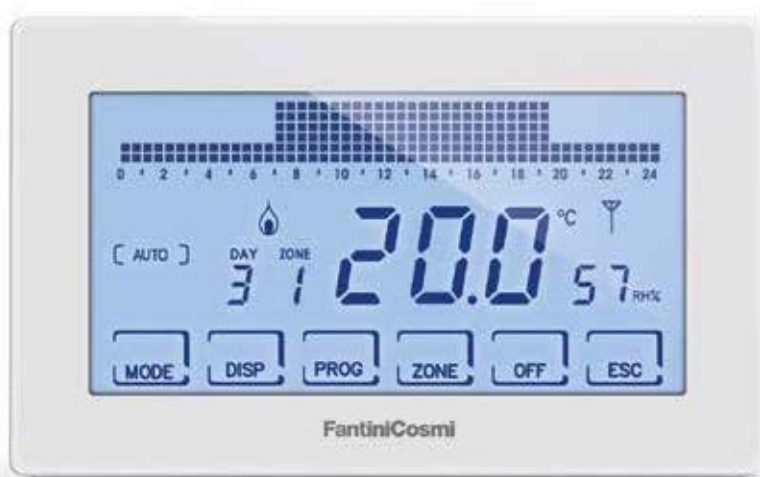 0 2 4 6 8 10 12 14 16 18 20 22 24
°C
[ AUTO ] DAY ZONE
3 1 20.0 57 RH%
MODE DISP PROG ZONE OFF ESC
FantiniCosmi